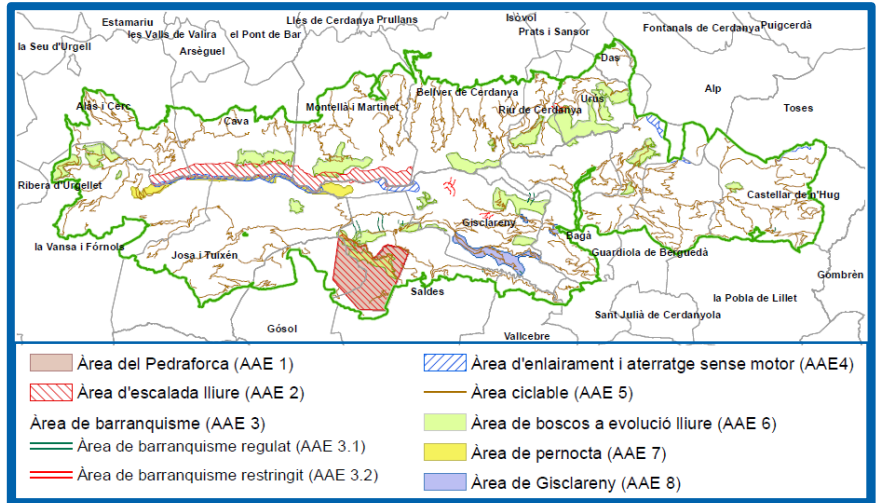 Estamariu
Lles de Cerdanya
Prullans
Isòvol
les Valls de Valira
el Pont de Bar
Prats i Sansor
Fontanals de Cerdanya
Puigcerdà
la Seu d'Urgell
Arsèguel
Das
Alp
Bellver de Cerdanya
Alàs i Cerc
Montellà i Martinet
Urús
Riu de Cerdanya
Toses
Cava
Ribera d'Urgellet
Castellar de n'Hug
Gisclareny
Bagà
la Vansa i Fórnols
Josa i Tuixén
Guardiola de Berguedà
Gombrèn
Saldes
la Pobla de Lillet
Sant Julià de Cerdanyola
Gósol
Vallcebre
Àrea del Pedraforca (AAE 1)
Àrea d'escalada lliure (AAE 2)
Àrea de barranquisme (AAE 3)
Àrea de barranquisme regulat (AAE 3.1)
Àrea de barranquisme restringit (AAE 3.2)
Àrea d'enlairament i aterratge sense motor (AAE4)
Àrea ciclable (AAE 5)
Àrea de boscos a evolució lliure (AAE 6)
Àrea de pernocta (AAE 7)
Àrea de Gisclareny (AAE 8)